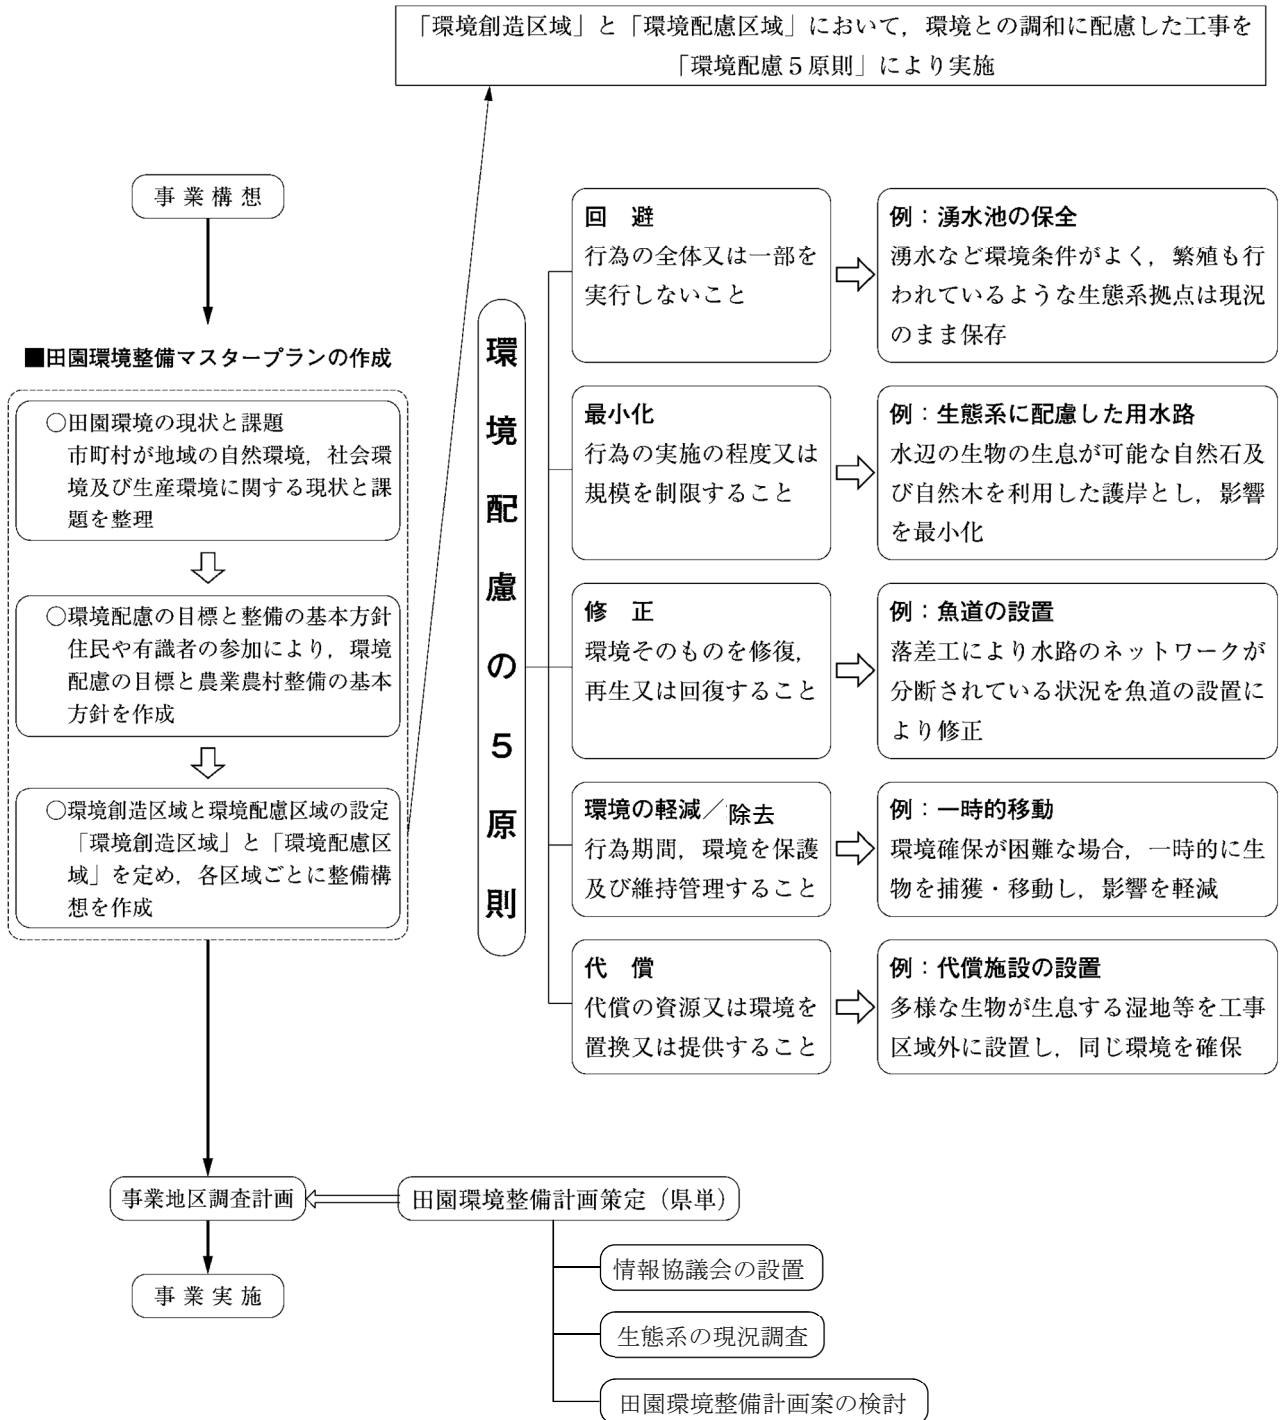 「環境創造区域」と「環境配慮区域」において，環境との調和に配慮した工事を
「環境配慮５原則」により実施
事業構想
■田園環境整備マスタープランの作成
○田園環境の現状と課題
市町村が地域の自然環境，社会環
境及び生産環境に関する現状と課
題を整理
○環境配慮の目標と整備の基本方針
住民や有識者の参加により，環境
配慮の目標と農業農村整備の基本
方針を作成
○環境創造区域と環境配慮区域の設定
「環境創造区域」と「環境配慮区
域」を定め，各区域ごとに整備構
想を作成
環境配慮の５原則
回　避
行為の全体又は一部を
実行しないこと
例：湧水池の保全
湧水など環境条件がよく，繁殖も行
われているような生態系拠点は現況
のまま保存
最小化
行為の実施の程度又は
規模を制限すること
例：生態系に配慮した用水路
水辺の生物の生息が可能な自然石及
び自然木を利用した護岸とし，影響
を最小化
修　正
環境そのものを修復，
再生又は回復すること
例：魚道の設置
落差工により水路のネットワークが
分断されている状況を魚道の設置に
より修正
環境の軽減／除去
行為期間，環境を保護
及び維持管理すること
例：一時的移動
環境確保が困難な場合，一時的に生
物を捕獲・移動し，影響を軽減
代　償
代償の資源又は環境を
置換又は提供すること
例：代償施設の設置
多様な生物が生息する湿地等を工事
区域外に設置し，同じ環境を確保
事業地区調査計画
田園環境整備計画策定（県単）
情報協議会の設置
事業実施
生態系の現況調査
田園環境整備計画案の検討